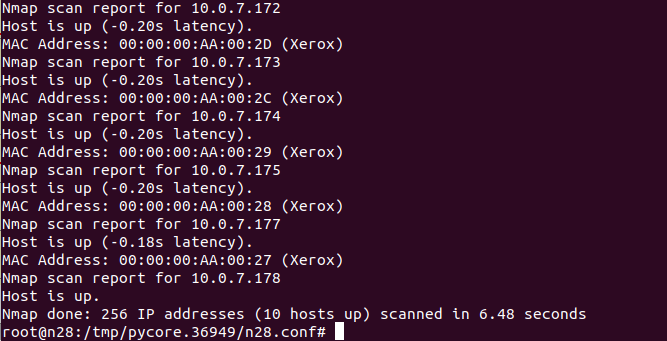 Nmap scan report for 10.0.7.172
Host is up (-0.20s latency).
MAC Address: 00:00:00:AA:00:2D (Xerox)
Nmap scan report for 10.0.7.173
Host is up (-0.20s latency).
MAC Address: 00:00:00:AA:00:2C (Xerox)
Nmap scan report for 10.0.7.174
Host is up (-0.20s latency).
MAC Address: 00:00:00:AA:00:29 (Xerox)
Nmap scan report for 10.0.7.175
Host is up (-0.20s latency).
MAC Address: 00:00:00:AA:00:28 (Xerox)
Nmap scan report for 10.0.7.177
Host is up (-0.18s latency).
MAC Address: 00:00:00:AA:00:27 (Xerox)
Nmap scan report for 10.0.7.178
Host is up.
Nmap done: 256 IP addresses (10 hosts up) scanned in 6.48 seconds
root@n28:/tmp/pycore.36949/n28.conf#